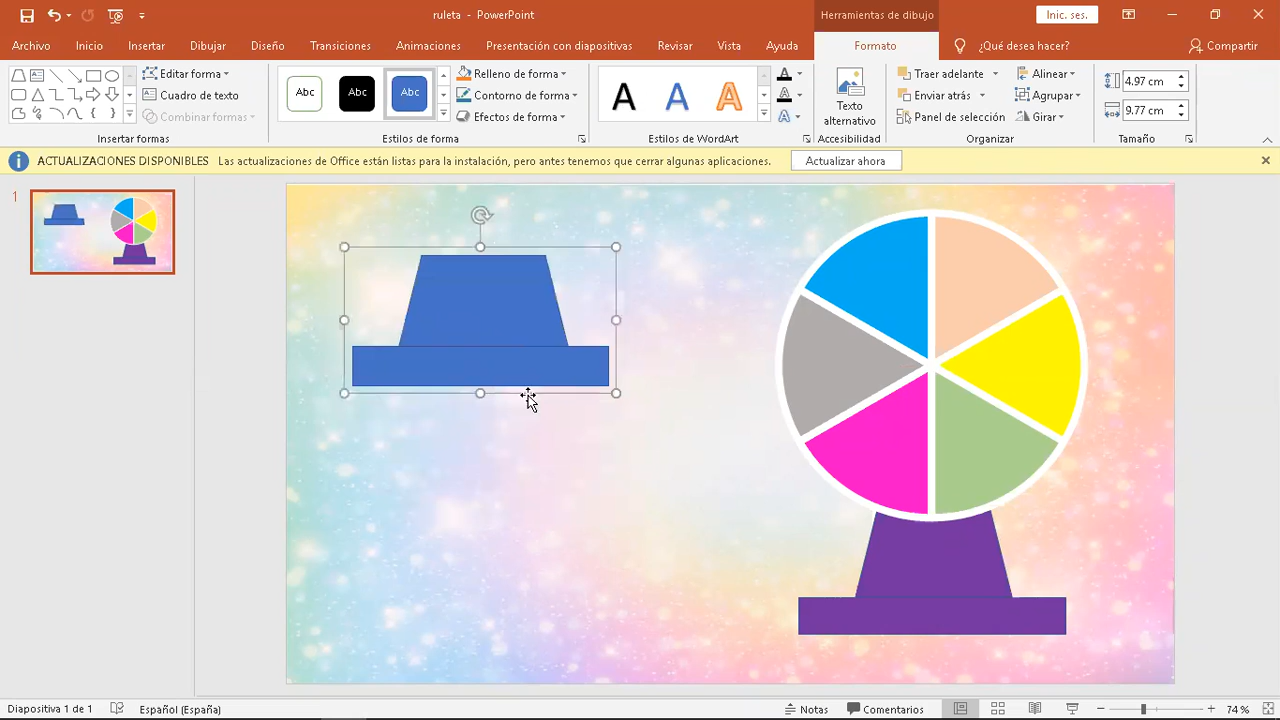 ruleta - PowerPoint
Herramientas de dibujo
Inic. ses.
Archivo Inicio Insertar Dibujar Diseño Transiciones Animaciones Presentación con diapositivas Revisar Vista Ayuda Formato ¿Qué desea hacer? Compartir
Editar forma
Cuadro de texto
Combinar formas
Insertar formas
Abc Abc Abc
Relleno de forma
Contorno de forma
Efectos de forma
Estilos de forma
A A A
A
A
A
Estilos de WordArt
Texto
alternativo
Accesibilidad
Traer adelante
Enviar atrás
Panel de selección
Alinear
Agrupar
Girar
Organizar
4.97 cm
9.77 cm
Tamaño
ACTUALIZACIONES DISPONIBLES Las actualizaciones de Office están listas para la instalación, pero antes tenemos que cerrar algunas aplicaciones. Actualizar ahora
1
Diapositiva 1 de 1 Español (España) Notas Comentarios 74 %